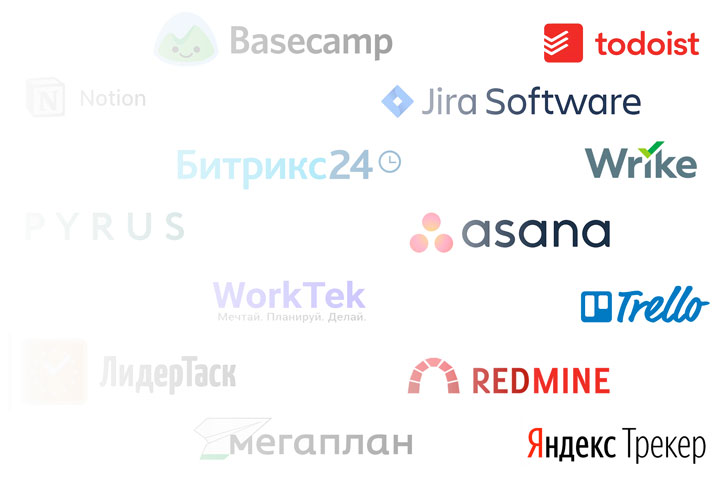 Basecamp
todoist
Notion
Jira Software
Битрикс24
Wrike
PYRUS
asana
WorkTek
Мечтай. Планируй. Делай.
Trello
ЛидерТаск
REDMINE
мегаплан
Яндекс Трекер